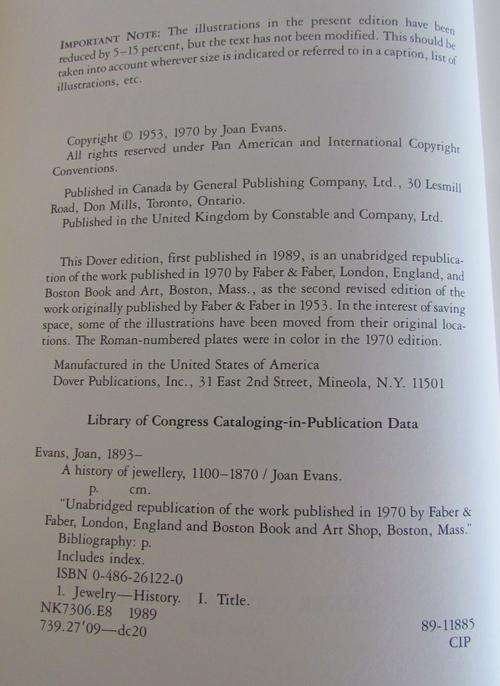 IMPORTANT NOTE: The illustrations in the present edition have been
reduced by 5–15 percent, but the text has not been modified. This should be
taken into account wherever size is indicated or referred to in a caption, list of
illustrations, etc.
Copyright © 1953, 1970 by Joan Evans.
All rights reserved under Pan American and International Copyright
Conventions.
Published in Canada by General Publishing Company, Ltd., 30 Lesmill
Road, Don Mills, Toronto, Ontario.
Published in the United Kingdom by Constable and Company, Ltd.
This Dover edition, first published in 1989, is an unabridged republica-
tion of the work published in 1970 by Faber & Faber, London, England, and
Boston Book and Art, Boston, Mass., as the second revised edition of the
work originally published by Faber & Faber in 1953. In the interest of saving
space, some of the illustrations have been moved from their original loca-
tions. The Roman-numbered plates were in color in the 1970 edition.
Manufactured in the United States of America
Dover Publications, Inc., 31 East 2nd Street, Mineola, N.Y. 11501
Library of Congress Cataloging-in-Publication Data
Evans, Joan, 1893–
A history of jewellery, 1100–1870 / Joan Evans.
p. cm.
"Unabridged republication of the work published in 1970 by Faber &
Faber, London, England and Boston Book and Art Shop, Boston, Mass."
Bibliography: p.
Includes index.
ISBN 0-486-26122-0
1. Jewelry—History. I. Title.
NK7306.E8 1989
739.27'09—dc20 89-11885
CIP